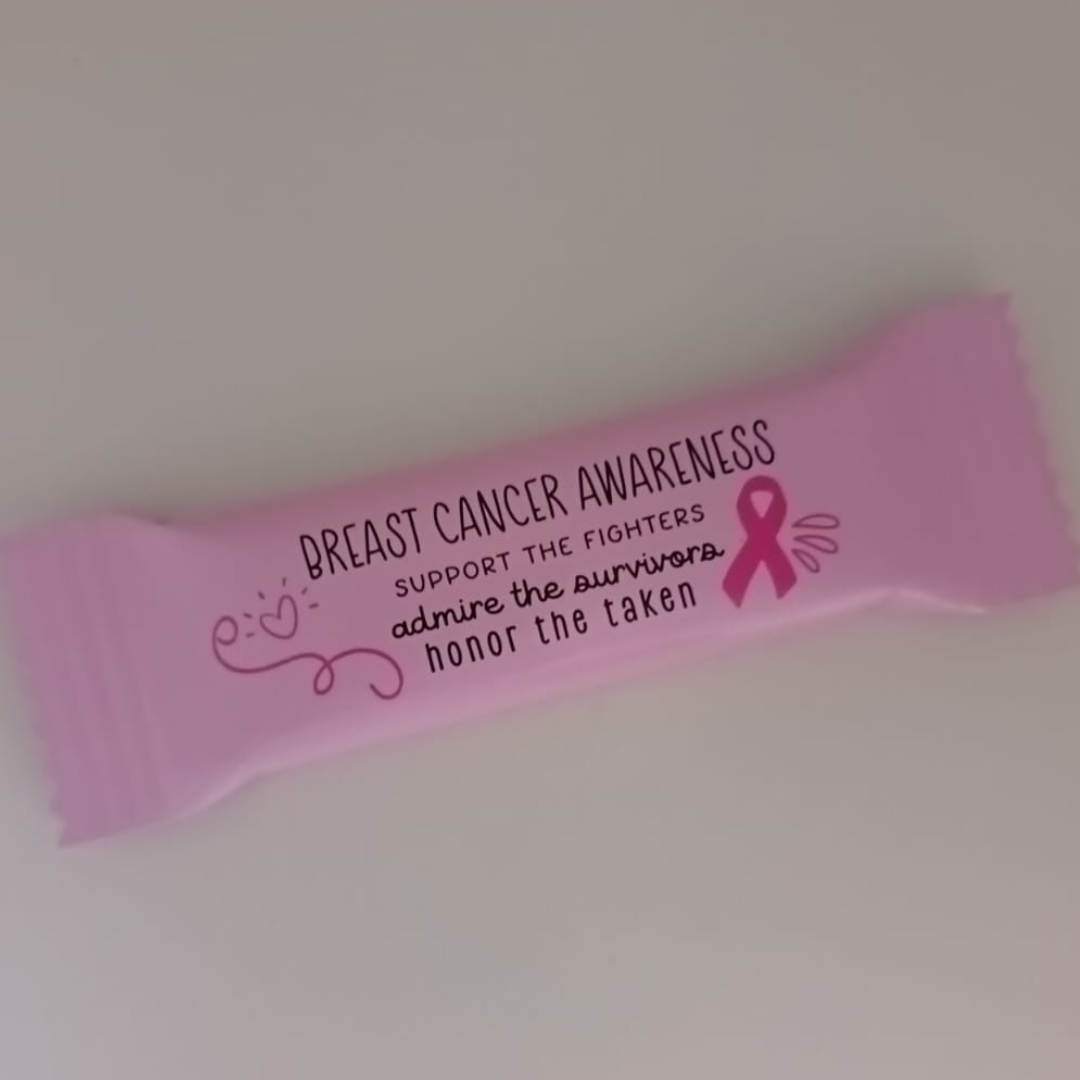 BREAST CANCER AWARENESS
SUPPORT THE FIGHTERS
admire the survivors
honor the taken